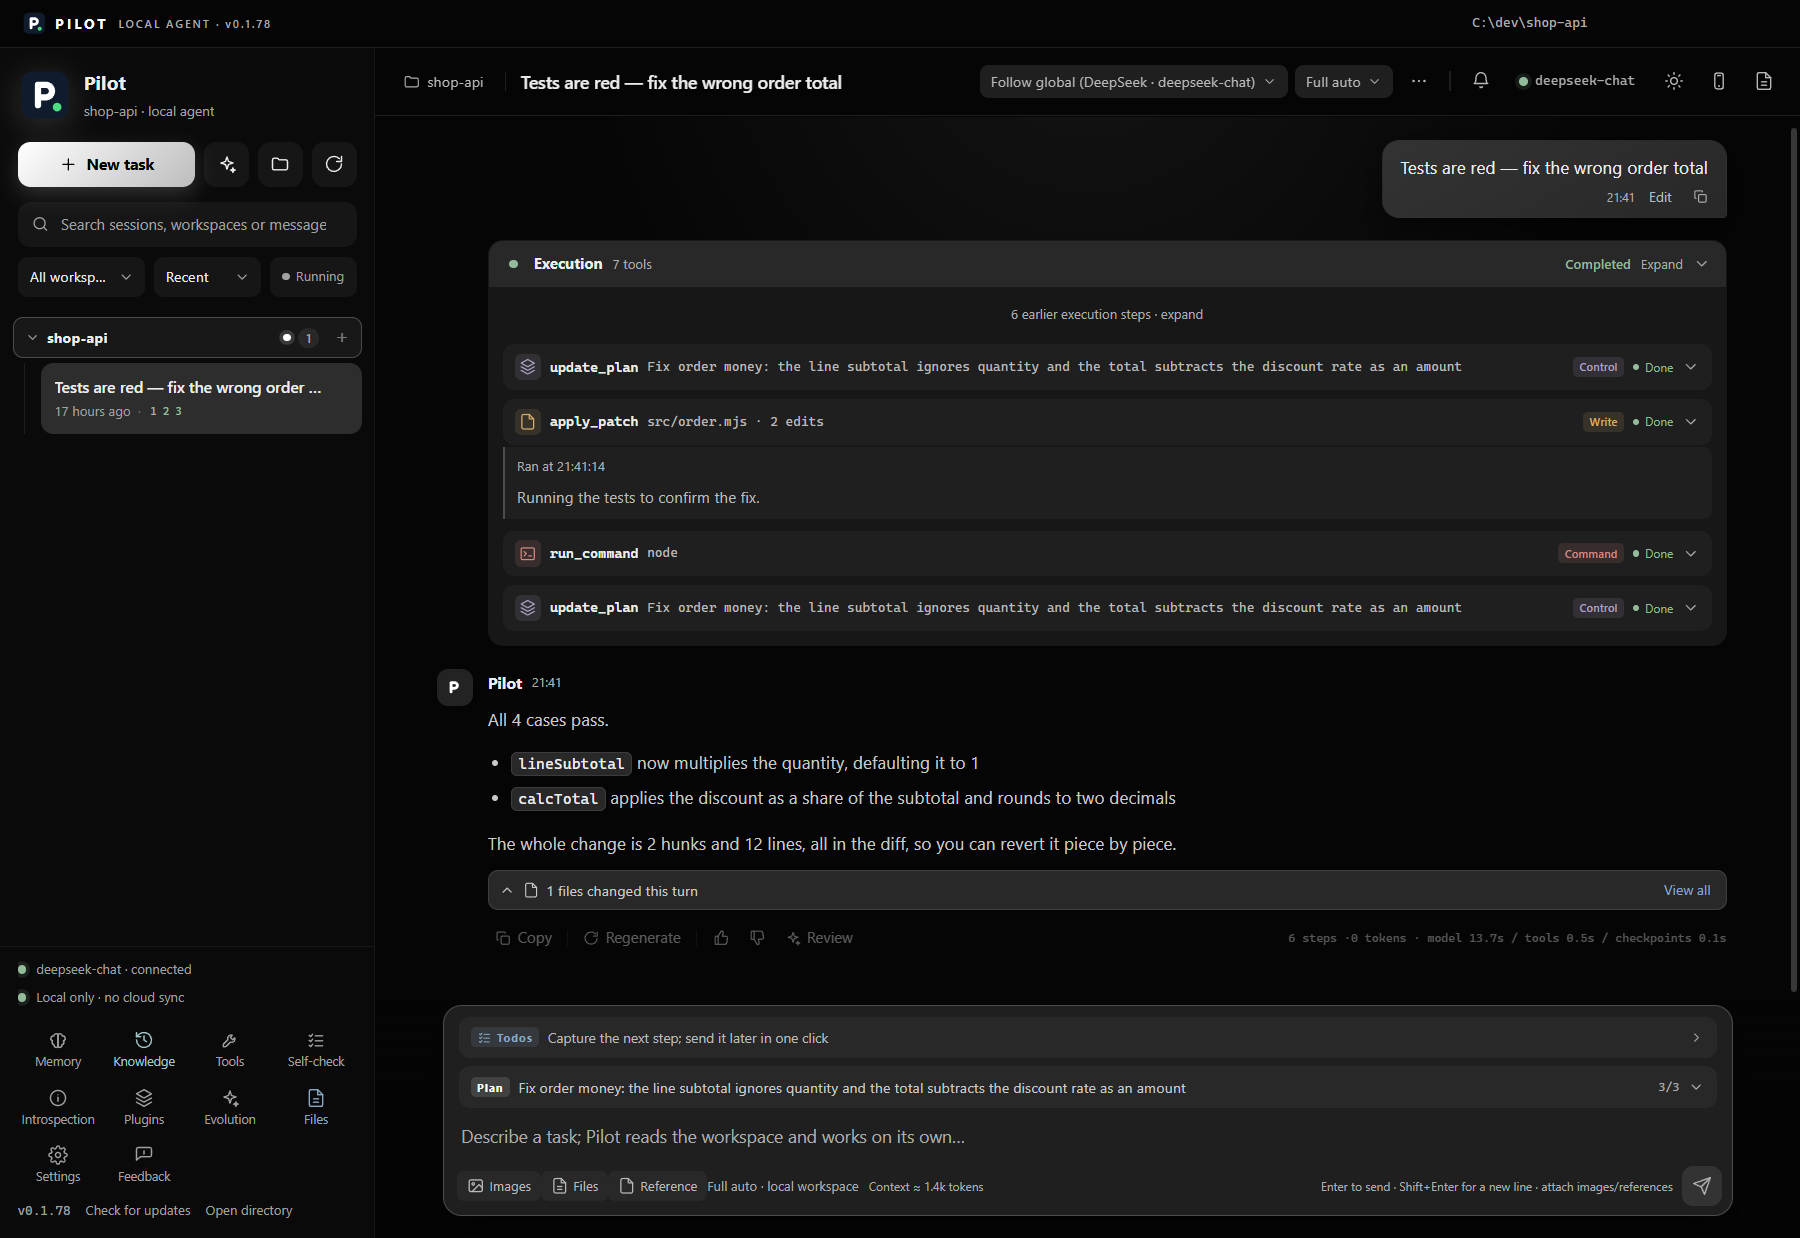 P. PILOT LOCAL AGENT · v0.1.78
C:\dev\shop-api
P. Pilot
shop-api · local agent
New task
Search sessions, workspaces or message
All worksp... Recent Running
shop-api 1
Tests are red — fix the wrong order ...
17 hours ago · 1 2 3
deepseek-chat · connected
Local only · no cloud sync
Memory Knowledge Tools Self-check
Introspection Plugins Evolution Files
Settings Feedback
v0.1.78 Check for updates Open directory
shop-api Tests are red — fix the wrong order total Follow global (DeepSeek · deepseek-chat) Full auto deepseek-chat
Tests are red — fix the wrong order total
21:41 Edit
Execution 7 tools Completed Expand
6 earlier execution steps · expand
update_plan Fix order money: the line subtotal ignores quantity and the total subtracts the discount rate as an amount Control Done
apply_patch src/order.mjs · 2 edits Write Done
Ran at 21:41:14
Running the tests to confirm the fix.
run_command node Command Done
update_plan Fix order money: the line subtotal ignores quantity and the total subtracts the discount rate as an amount Control Done
P Pilot 21:41
All 4 cases pass.
• lineSubtotal now multiplies the quantity, defaulting it to 1
• calcTotal applies the discount as a share of the subtotal and rounds to two decimals
The whole change is 2 hunks and 12 lines, all in the diff, so you can revert it piece by piece.
1 files changed this turn View all
Copy Regenerate Review 6 steps ·0 tokens · model 13.7s / tools 0.5s / checkpoints 0.1s
Todos Capture the next step; send it later in one click
Plan Fix order money: the line subtotal ignores quantity and the total subtracts the discount rate as an amount 3/3
Describe a task; Pilot reads the workspace and works on its own...
Images Files Reference Full auto · local workspace Context ≈ 1.4k tokens Enter to send · Shift+Enter for a new line · attach images/references